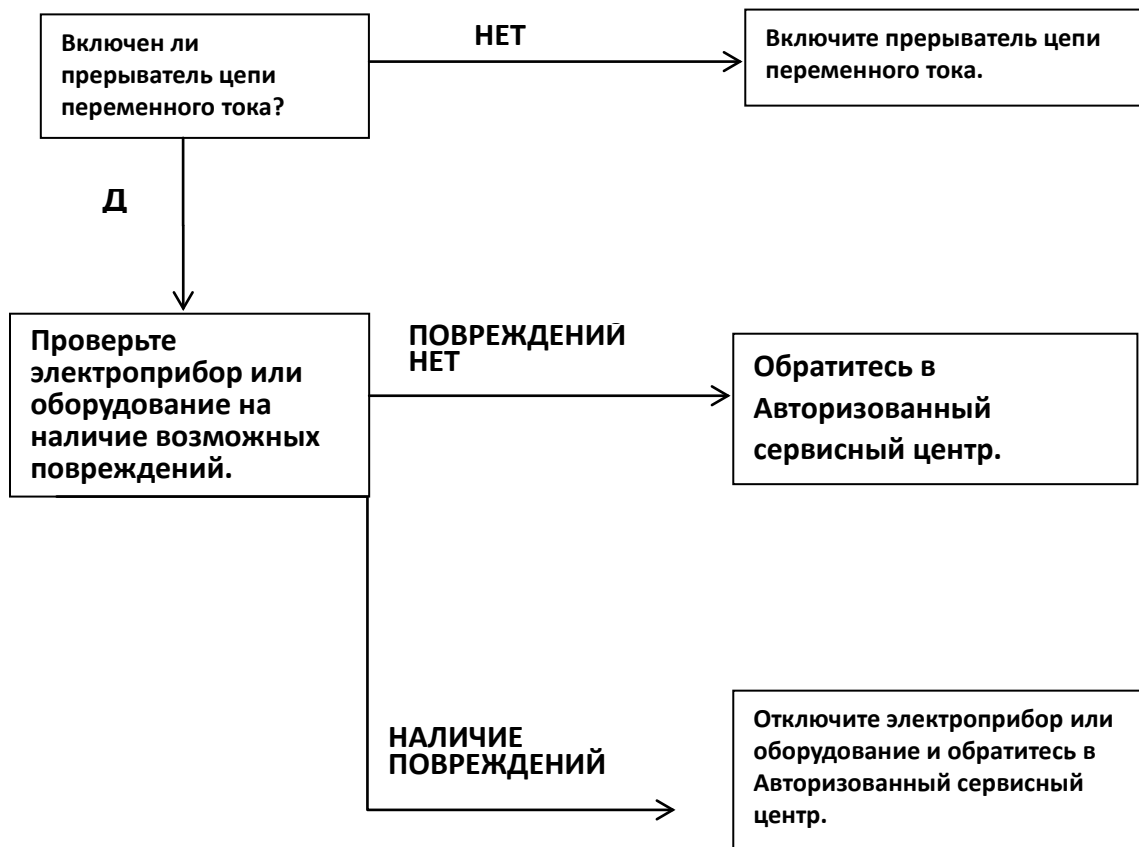 Включен ли
прерыватель цепи
переменного тока?
НЕТ
Включите прерыватель цепи
переменного тока.
Д
Проверьте
электроприбор или
оборудование на
наличие возможных
повреждений.
ПОВРЕЖДЕНИЙ
НЕТ
Обратитесь в
Авторизованный
сервисный центр.
НАЛИЧИЕ
ПОВРЕЖДЕНИЙ
Отключите электроприбор или
оборудование и обратитесь в
Авторизованный сервисный
центр.